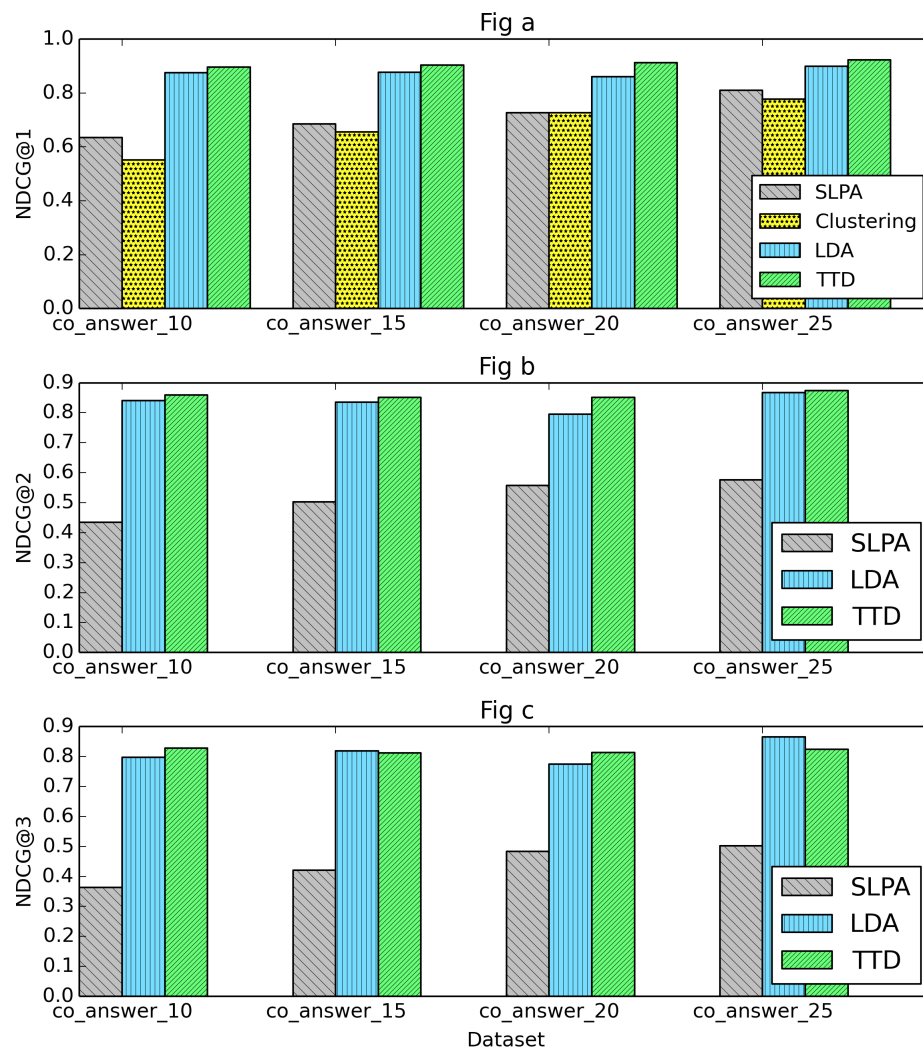 Fig a
1.0
0.8
0.6
0.4
0.2
0.0
NDCG@1
SLPA
Clustering
LDA
TTD
co_answer_10 co_answer_15 co_answer_20 co_answer_25
Fig b
0.9
0.8
0.7
0.6
0.5
0.4
0.3
0.2
0.1
0.0
NDCG@2
SLPA
LDA
TTD
co_answer_10 co_answer_15 co_answer_20 co_answer_25
Fig c
0.9
0.8
0.7
0.6
0.5
0.4
0.3
0.2
0.1
0.0
NDCG@3
SLPA
LDA
TTD
co_answer_10 co_answer_15 co_answer_20 co_answer_25
Dataset